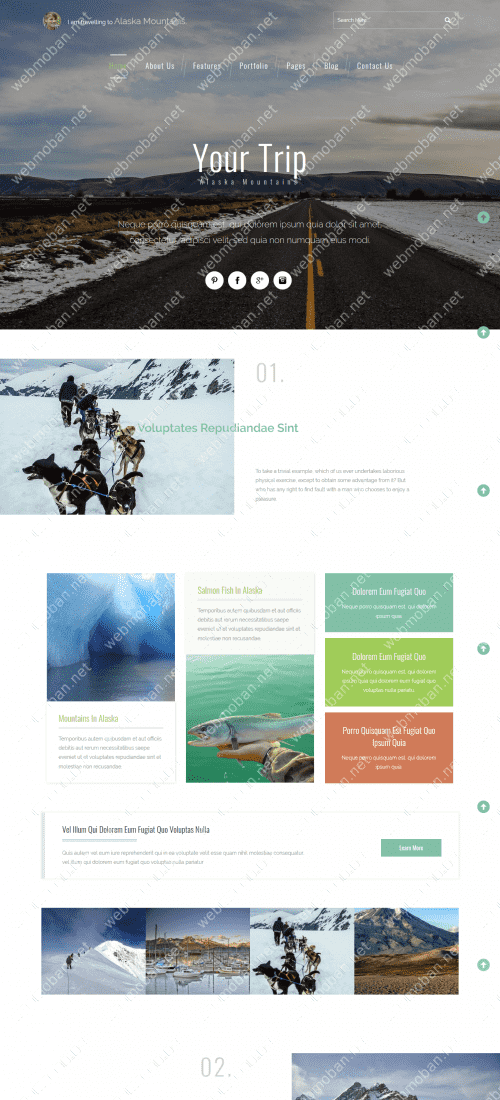 I am travelling to Alaska Mountains.
Search Here...
Home About Us Features Portfolio Pages Blog Contact Us
Your Trip
Alaska Mountains
Neque porro quisquam est, qui dolorem ipsum quia dolor sit amet,
consectetur, adipisci velit, sed quia non numquam eius modi.
01.
Voluptates Repudiandae Sint
To take a trivial example, which of us ever undertakes laborious
physical exercise, except to obtain some advantage from it? But
who has any right to find fault with a man who chooses to enjoy a
pleasure
Mountains In Alaska
Temporibus autem quibusdam et aut officiis
debitis aut rerum necessitatibus saepe
eveniet ut et voluptates repudiandae sint et
molestiae non recusandae.
Salmon Fish In Alaska
Temporibus autem quibusdam et aut officiis
debitis aut rerum necessitatibus saepe
eveniet ut et voluptates repudiandae sint et
molestiae non recusandae.
Dolorem Eum Fugiat Quo
Neque porro quisquam est, qui dolorem
ipsum quia.
Dolorem Eum Fugiat Quo
Neque porro quisquam est, qui dolorem
ipsum quia qui dolorem eum fugiat quo
voluptas nulla pariatu
Porro Quisquam Est Fugiat Quo
Ipsum Quia
Neque porro quisquam est, qui dolorem
ipsum quia.
Vel Illum Qui Dolorem Eum Fugiat Quo Voluptas Nulla
Quis autem vel eum iure reprehenderit qui in ea voluptate velit esse quam nihil molestiae consequatur,
vel illum qui dolorem eum fugiat quo voluptas nulla pariatur
Learn More
02.
webmoban.net